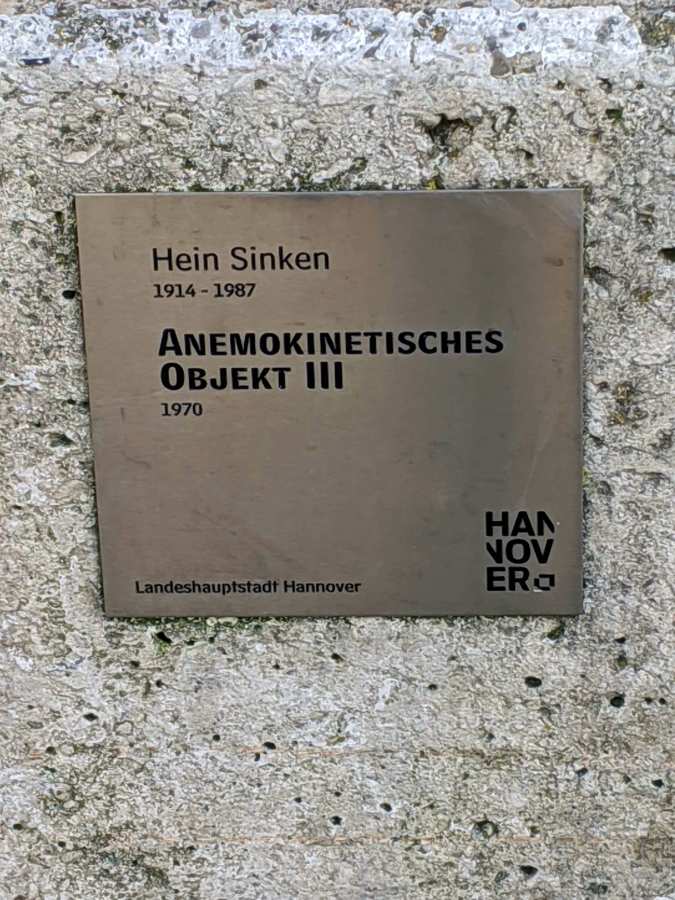 Hein Sinken
1914 - 1987
ANEMOKINETISCHES
OBJEKT III
1970
Landeshauptstadt Hannover
HAN
NOV
ER